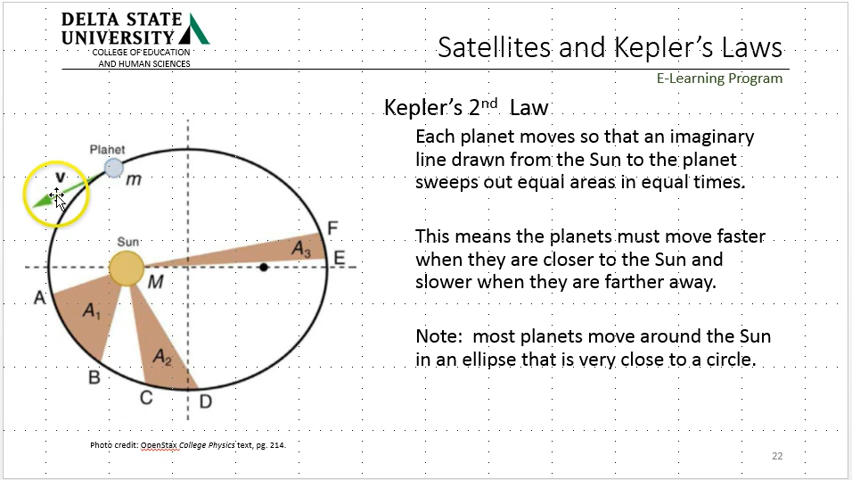 DELTA STATE
UNIVERSITY
COLLEGE OF EDUCATION
AND HUMAN SCIENCES
Satellites and Kepler's Laws
E-Learning Program
Kepler's 2nd Law
Each planet moves so that an imaginary
line drawn from the Sun to the planet
sweeps out equal areas in equal times.
This means the planets must move faster
when they are closer to the Sun and
slower when they are farther away.
Note: most planets move around the Sun
in an ellipse that is very close to a circle.
Planet
v
m
Sun
M
F
A3
E
A
A1
A2
B
C
D
Photo credit: OpenStax College Physics text, pg. 214.
22